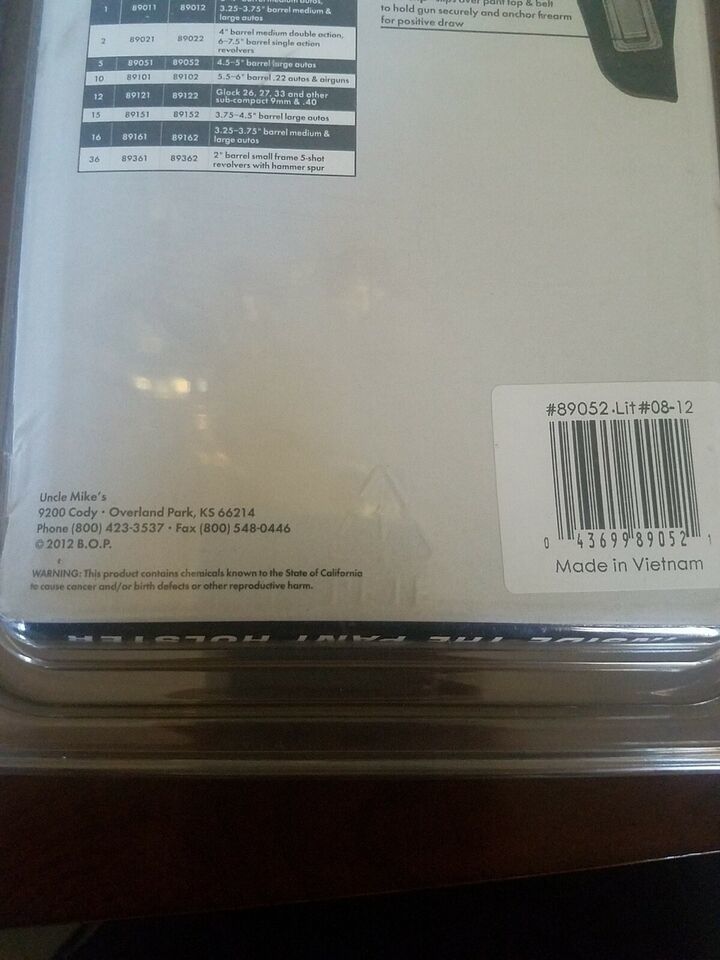 3.25-3.75" barrel medium &
large autos
1 89011 89012
2 89021 89022 4" barrel medium double action,
6-7.5" barrel single action
revolvers
5 89051 89052 4.5-5" barrel large autos
10 89101 89102 5.5-6" barrel .22 autos & airguns
12 89121 89122 Glock 26, 27, 33 and other
sub-compact 9mm & .40
15 89151 89152 3.75-4.5" barrel large autos
16 89161 89162 3.25-3.75" barrel medium &
large autos
36 89361 89362 2" barrel small frame 5-shot
revolvers with hammer spur
over pant top & belt
to hold gun securely and anchor firearm
for positive draw
#89052 Lit#08-12
0 43699 89052 1
Made in Vietnam
Uncle Mike's
9200 Cody • Overland Park, KS 66214
Phone (800) 423-3537 • Fax (800) 548-0446
© 2012 B.O.P.
WARNING: This product contains chemicals known to the State of California
to cause cancer and/or birth defects or other reproductive harm.
INSIDE THE PANT HOLSTER